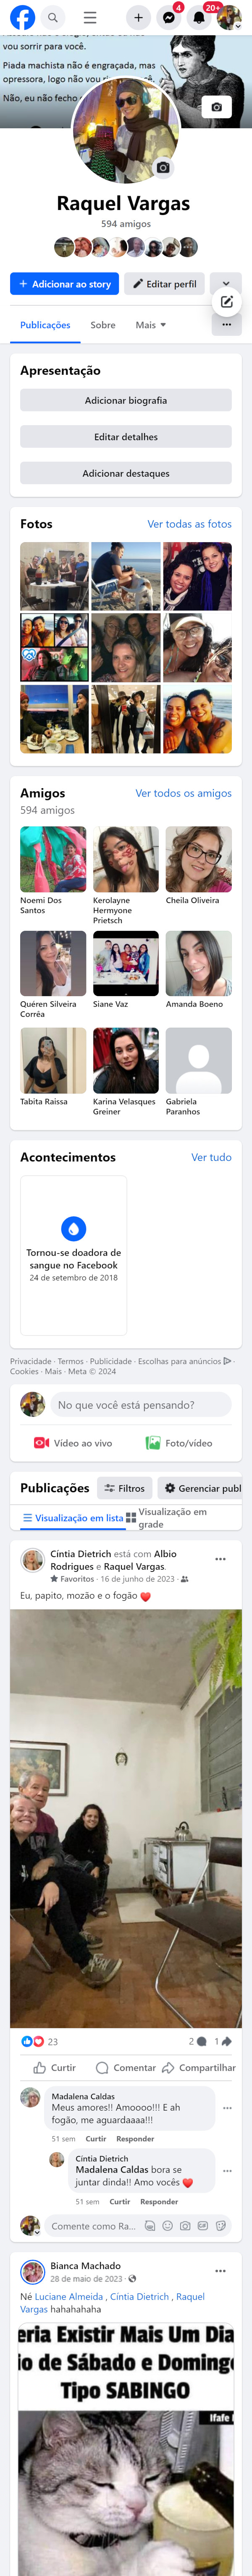 4
20+
vou sorrir para você.
Piada machista não é engraçada, mas
opressora, logo não vou
Não, eu não fecho
Raquel Vargas
594 amigos
+ Adicionar ao story
Editar perfil
Publicações
Sobre
Mais
Apresentação
Adicionar biografia
Editar detalhes
Adicionar destaques
Fotos
Ver todas as fotos
Amigos
Ver todos os amigos
594 amigos
Noemi Dos
Santos
Kerolayne
Hermyone
Prietsch
Cheila Oliveira
Quéren Silveira
Corrêa
Siane Vaz
Amanda Boeno
Tabita Raissa
Karina Velasques
Greiner
Gabriela
Paranhos
Acontecimentos
Ver tudo
Tornou-se doadora de
sangue no Facebook
24 de setembro de 2018
Privacidade · Termos · Publicidade · Escolhas para anúncios ·
Cookies · Mais · Meta © 2024
No que você está pensando?
Vídeo ao vivo
Foto/vídeo
Publicações
Filtros
Gerenciar publ
Visualização em lista
Visualização em
grade
Cíntia Dietrich está com Albio
Rodrigues e Raquel Vargas.
Favoritos · 16 de junho de 2023 ·
Eu, papito, mozão e o fogão ❤️
23
2
1
Curtir
Comentar
Compartilhar
Madalena Caldas
Meus amores!! Amoooo!!! E ah
fogão, me aguardaaaa!!!
51 sem Curtir Responder
Cíntia Dietrich
Madalena Caldas bora se
juntar dinda!! Amo vocês ❤️
51 sem Curtir Responder
Comente como Ra...
Bianca Machado
28 de maio de 2023 ·
Né Luciane Almeida , Cíntia Dietrich , Raquel
Vargas hahahahaha
eria Existir Mais Um Dia
io de Sábado e Domingo
Tipo SABINGO
Ifafe